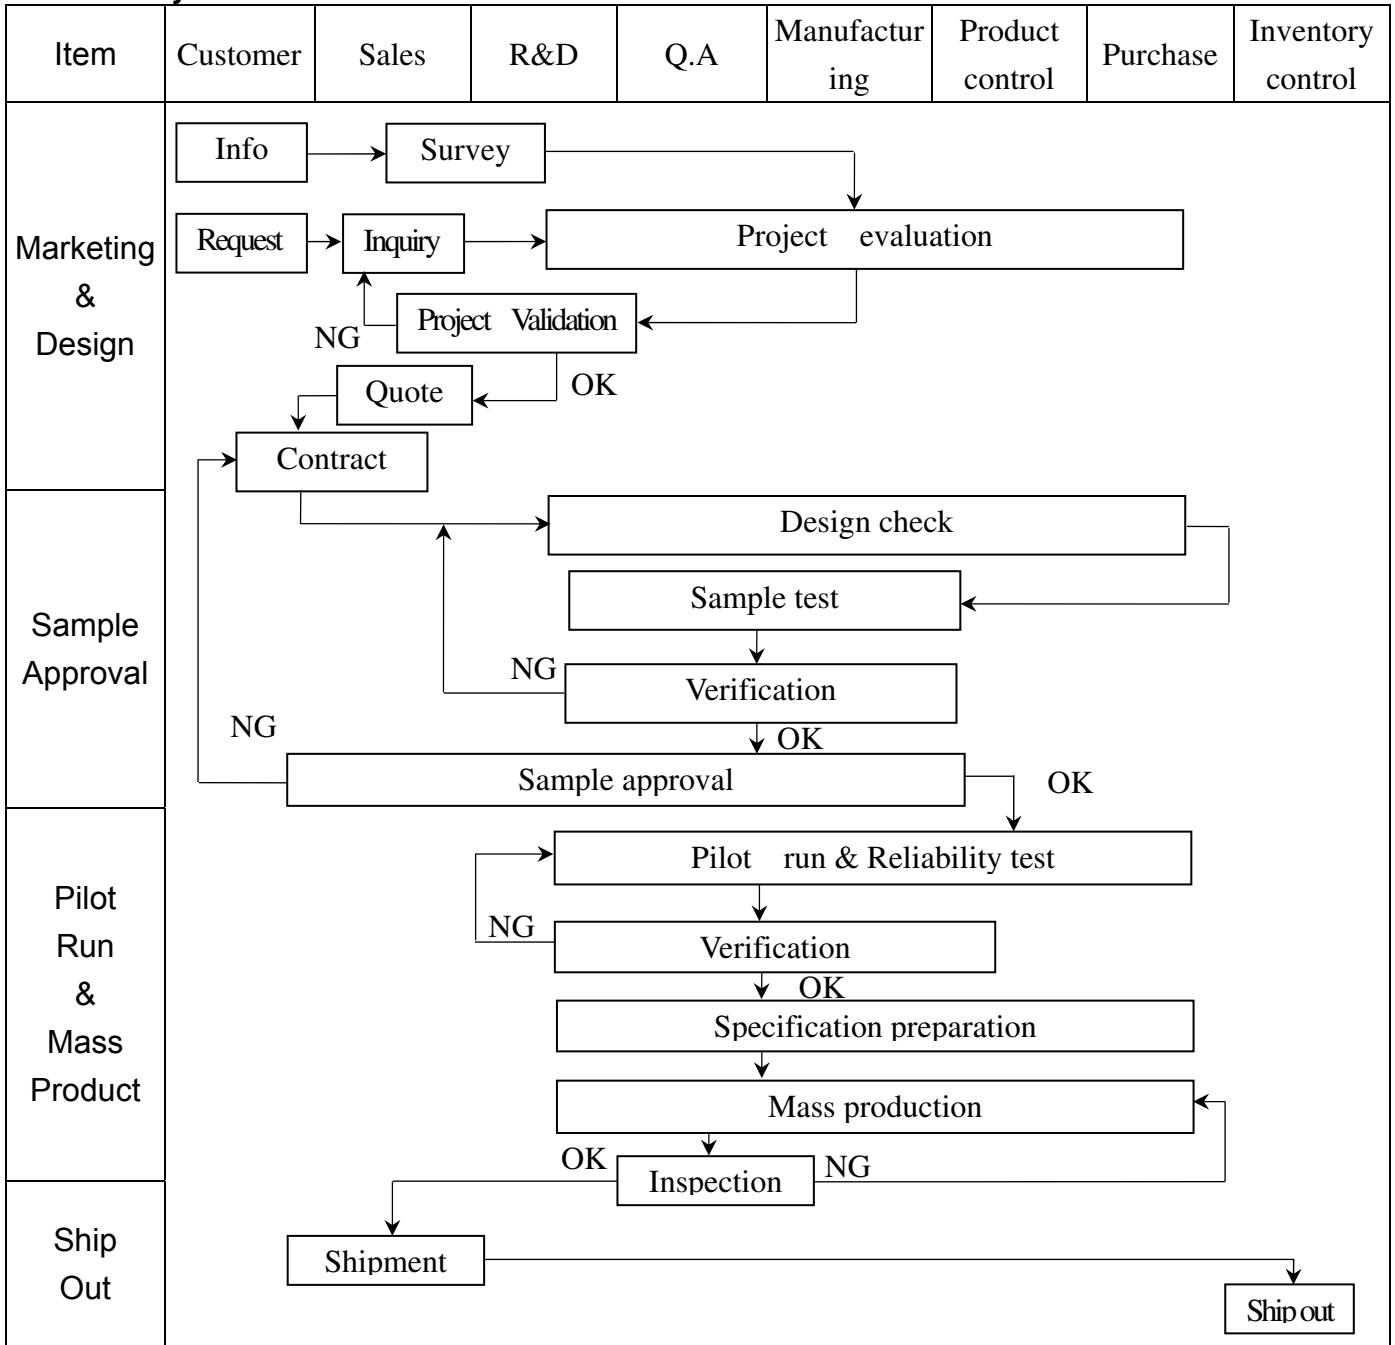 Item
Customer
Sales
R&D
Q.A
Manufactur
ing
Product
control
Purchase
Inventory
control
Marketing
&
Design
Info
Survey
Request
Inquiry
Project evaluation
NG
Project Validation
Quote
OK
Contract
Sample
Approval
Design check
Sample test
NG
Verification
NG
OK
Sample approval
OK
Pilot
Run
&
Mass
Product
Pilot run & Reliability test
NG
Verification
OK
Specification preparation
Mass production
OK
Inspection
NG
Ship
Out
Shipment
Ship out